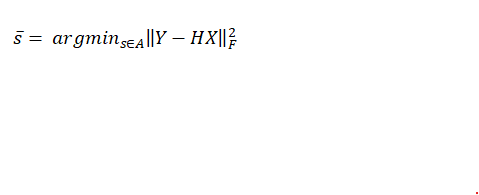 s̄ = argmin_{s∈A}‖Y − HX‖²_F